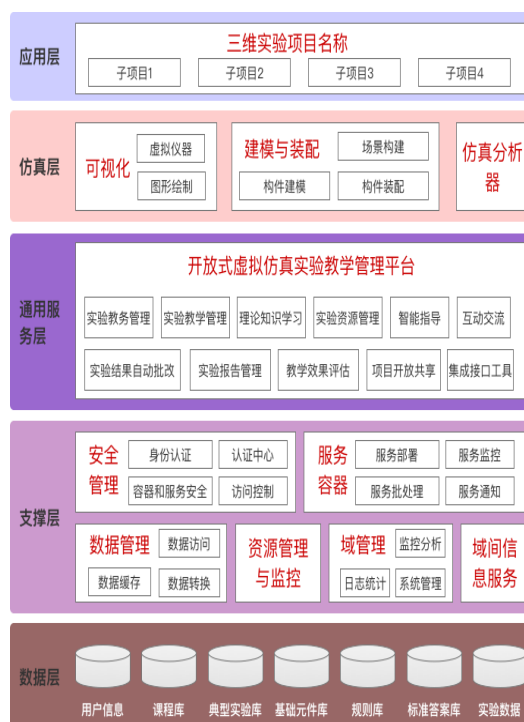 应用层
三维实验项目名称
子项目1
子项目2
子项目3
子项目4
仿真层
可视化
虚拟仪器
图形绘制
建模与装配
场景构建
构件建模
构件装配
仿真分析
器
通用服
务层
开放式虚拟仿真实验教学管理平台
实验教务管理
实验教学管理
理论知识学习
实验资源管理
智能指导
互动交流
实验结果自动批改
实验报告管理
教学效果评估
项目开放共享
集成接口工具
支撑层
安全
管理
身份认证
认证中心
容器和服务安全
访问控制
服务
容器
服务部署
服务监控
服务批处理
服务通知
数据管理
数据访问
数据缓存
数据转换
资源管理
与监控
域管理
监控分析
日志统计
系统管理
域间信
息服务
数据层
用户信息
课程库
典型实验库
基础元件库
规则库
标准答案库
实验数据